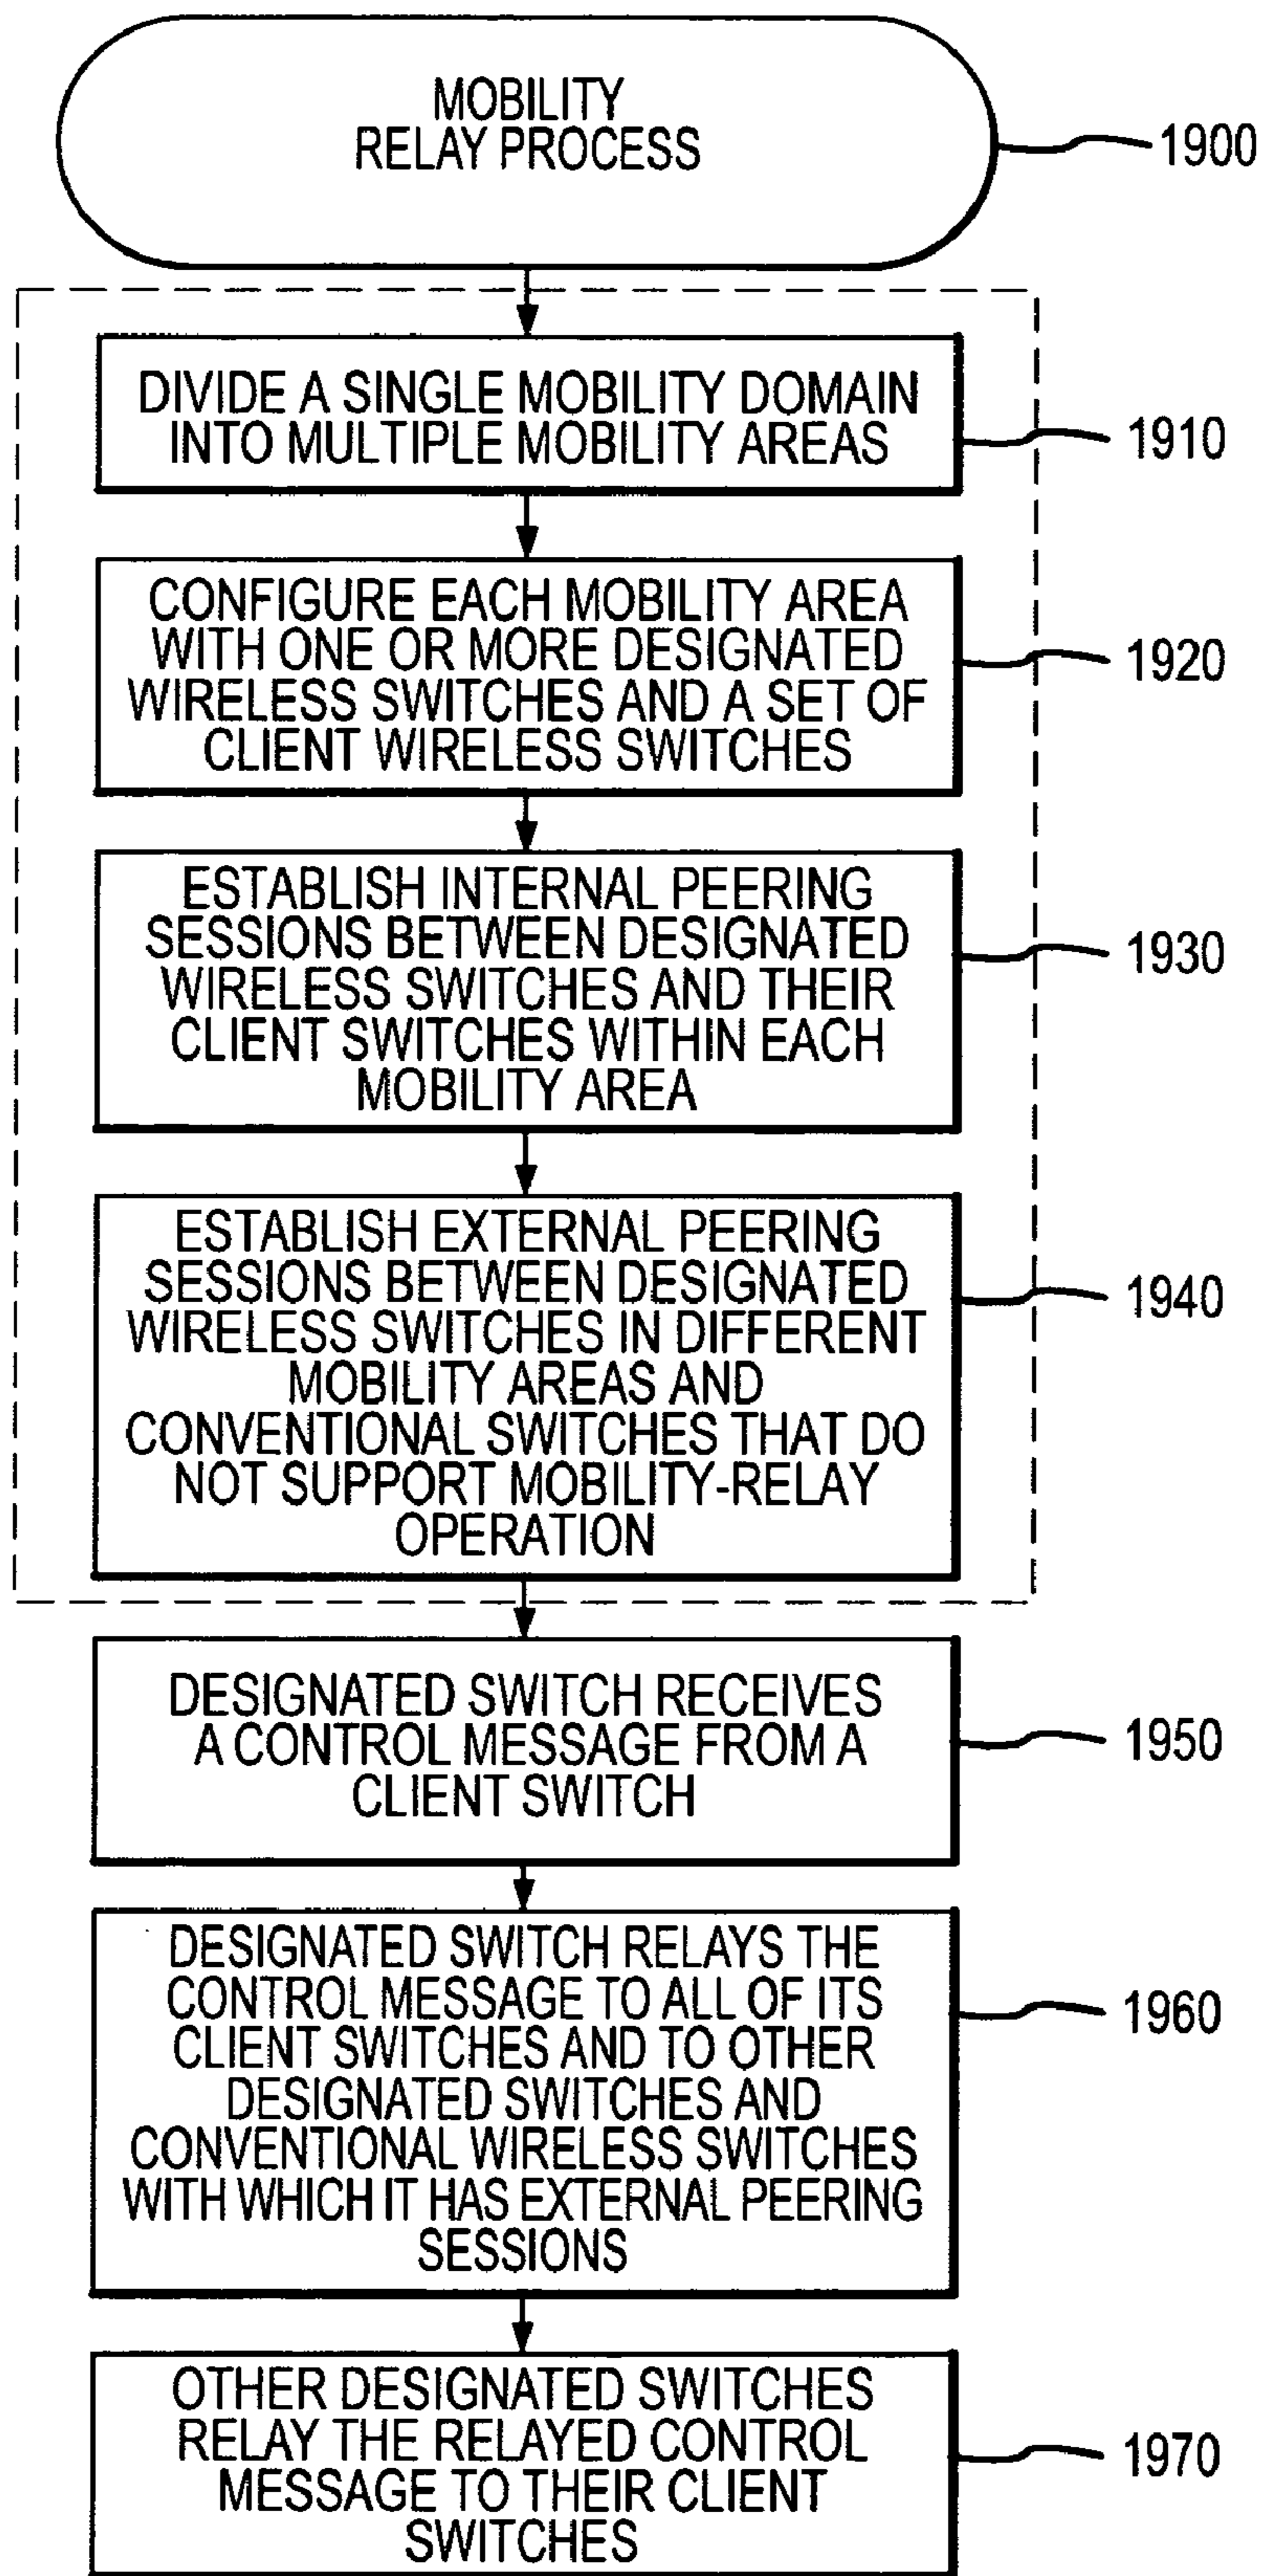 MOBILITY
RELAY PROCESS
1900
DIVIDE A SINGLE MOBILITY DOMAIN
INTO MULTIPLE MOBILITY AREAS
1910
CONFIGURE EACH MOBILITY AREA
WITH ONE OR MORE DESIGNATED
WIRELESS SWITCHES AND A SET OF
CLIENT WIRELESS SWITCHES
1920
ESTABLISH INTERNAL PEERING
SESSIONS BETWEEN DESIGNATED
WIRELESS SWITCHES AND THEIR
CLIENT SWITCHES WITHIN EACH
MOBILITY AREA
1930
ESTABLISH EXTERNAL PEERING
SESSIONS BETWEEN DESIGNATED
WIRELESS SWITCHES IN DIFFERENT
MOBILITY AREAS AND
CONVENTIONAL SWITCHES THAT DO
NOT SUPPORT MOBILITY-RELAY
OPERATION
1940
DESIGNATED SWITCH RECEIVES
A CONTROL MESSAGE FROM A
CLIENT SWITCH
1950
DESIGNATED SWITCH RELAYS THE
CONTROL MESSAGE TO ALL OF ITS
CLIENT SWITCHES AND TO OTHER
DESIGNATED SWITCHES AND
CONVENTIONAL WIRELESS SWITCHES
WITH WHICH IT HAS EXTERNAL PEERING
SESSIONS
1960
OTHER DESIGNATED SWITCHES
RELAY THE RELAYED CONTROL
MESSAGE TO THEIR CLIENT
SWITCHES
1970